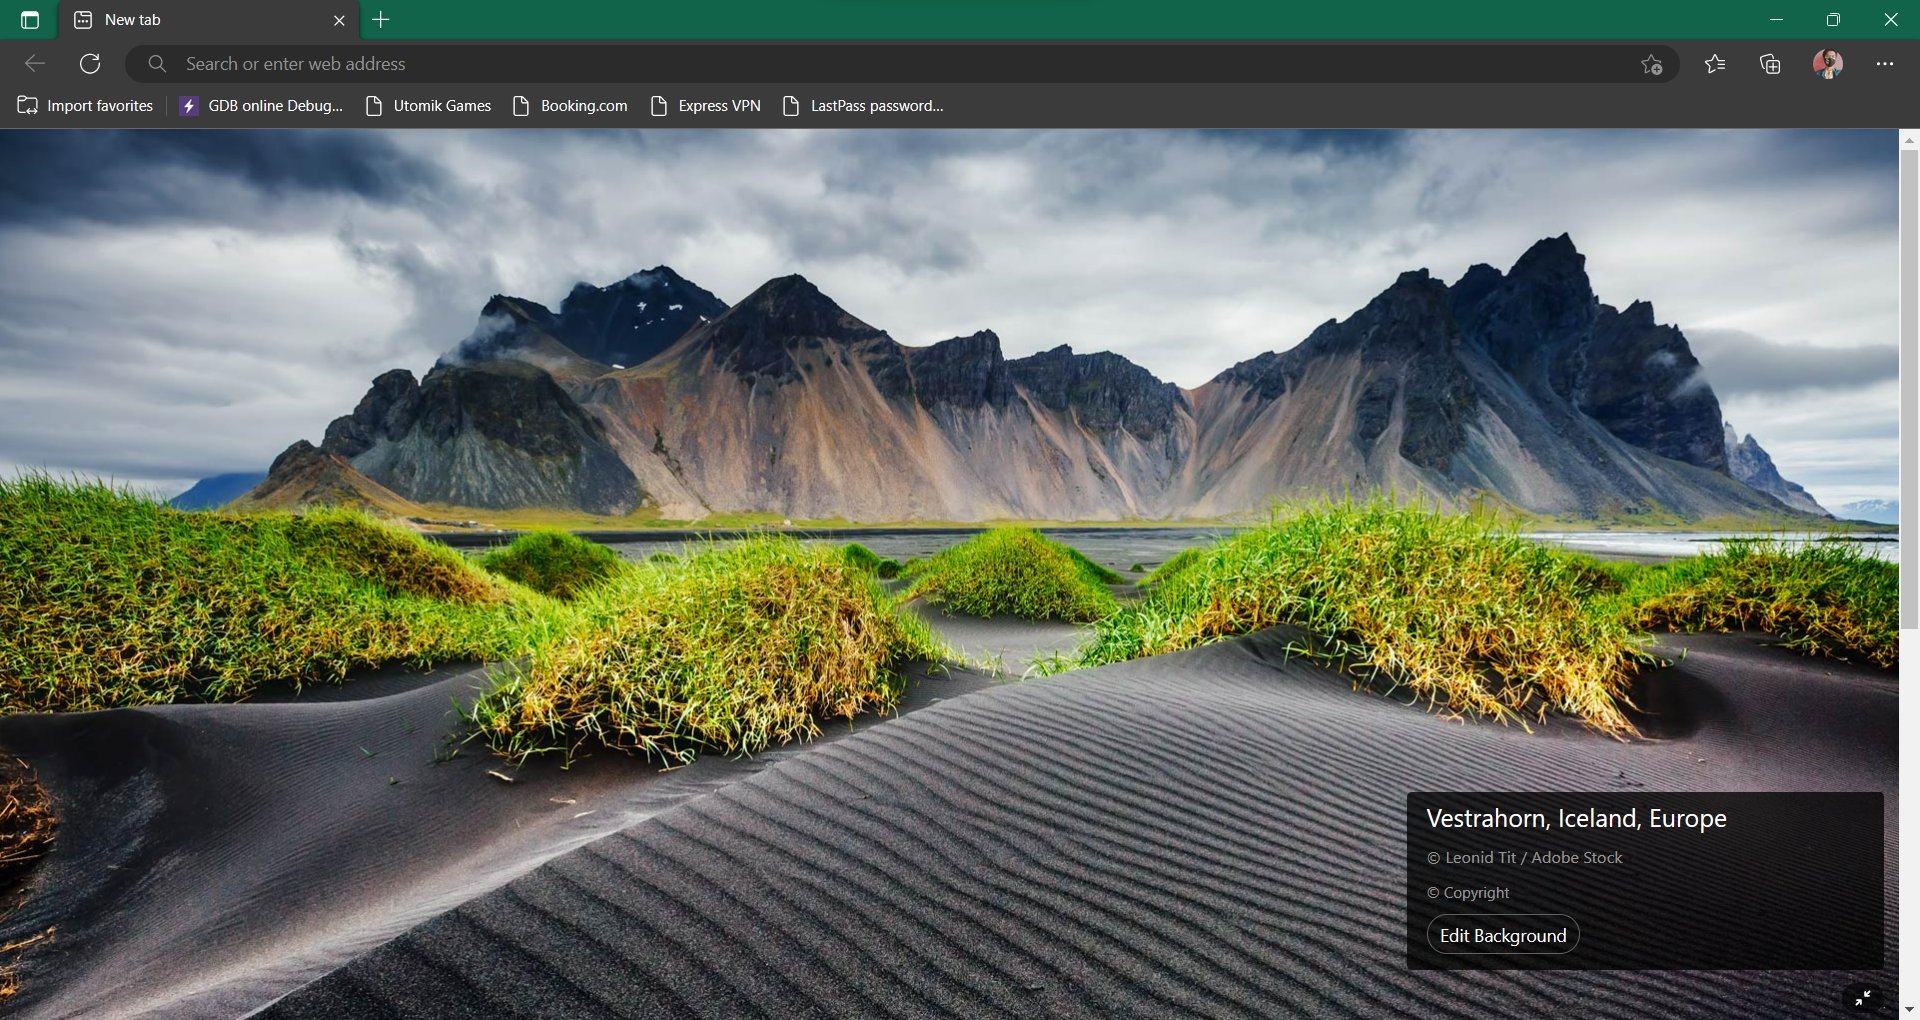 New tab
Search or enter web address
Import favorites
GDB online Debug...
Utomik Games
Booking.com
Express VPN
LastPass password...
Vestrahorn, Iceland, Europe
© Leonid Tit / Adobe Stock
© Copyright
Edit Background